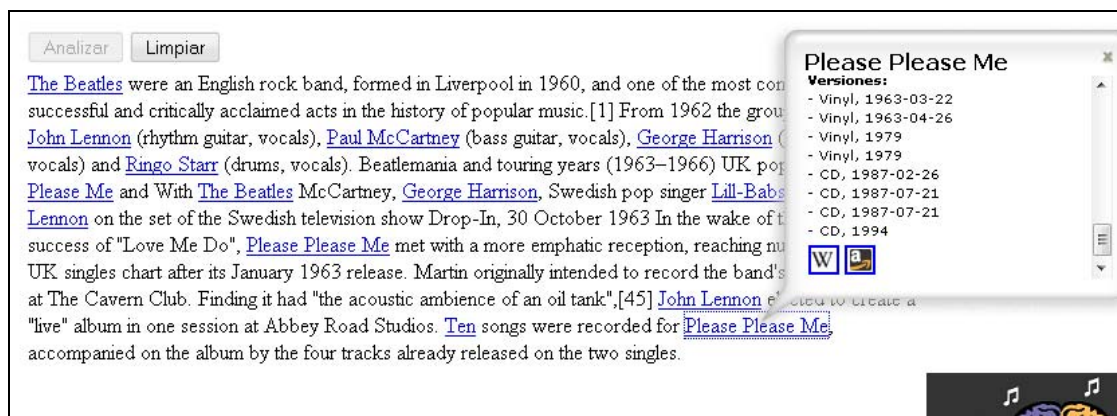 Analizar Limpiar
The Beatles were an English rock band, formed in Liverpool in 1960, and one of the most
successful and critically acclaimed acts in the history of popular music.[1] From 1962 the
John Lennon (rhythm guitar, vocals), Paul McCartney (bass guitar, vocals), George Harrison (
vocals) and Ringo Starr (drums, vocals). Beatlemania and touring years (1963–1966) UK
Please Me and With The Beatles McCartney, George Harrison, Swedish pop singer Lill-Babs
Lennon on the set of the Swedish television show Drop-In, 30 October 1963 In the wake of
success of "Love Me Do", Please Please Me met with a more emphatic reception, reaching
UK singles chart after its January 1963 release. Martin originally intended to record the band's
at The Cavern Club. Finding it had "the acoustic ambience of an oil tank",[45] John Lennon elected to create a
"live" album in one session at Abbey Road Studios. Ten songs were recorded for Please Please Me,
accompanied on the album by the four tracks already released on the two singles.
Please Please Me
Versiones:
- Vinyl, 1963-03-22
- Vinyl, 1963-04-26
- Vinyl, 1979
- Vinyl, 1979
- CD, 1987-02-26
- CD, 1987-07-21
- CD, 1987-07-21
- CD, 1994
W a